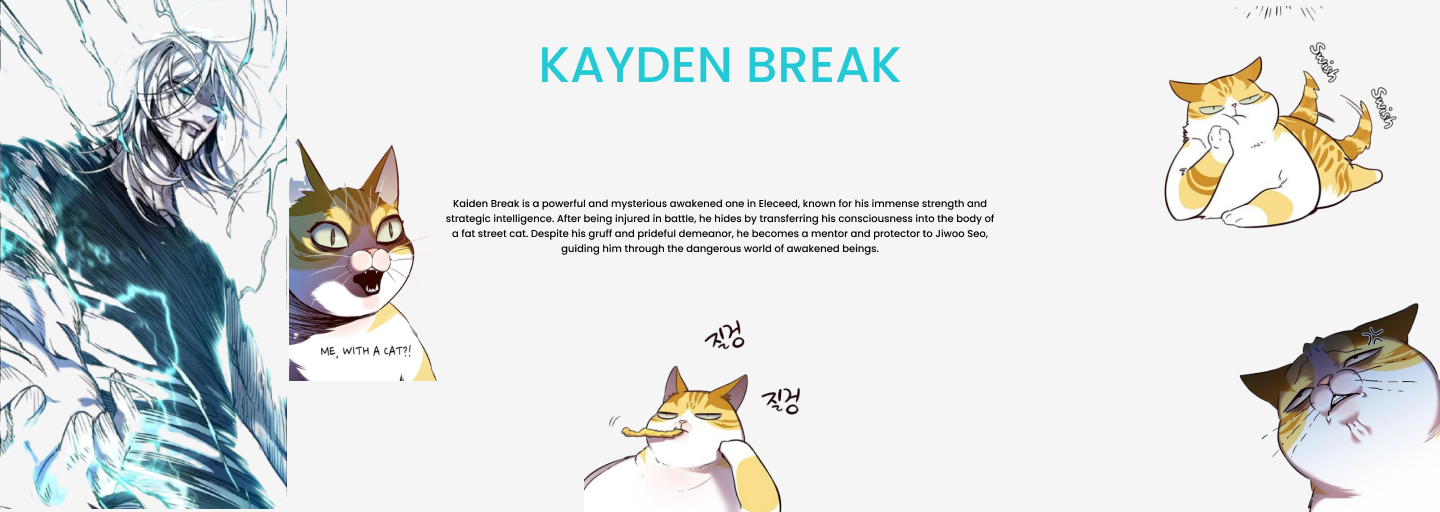 KAYDEN BREAK
Swish
Swish
Kaiden Break is a powerful and mysterious awakened one in Eleceed, known for his immense strength and
strategic intelligence. After being injured in battle, he hides by transferring his consciousness into the body of
a fat street cat. Despite his gruff and prideful demeanor, he becomes a mentor and protector to Jiwoo Seo,
guiding him through the dangerous world of awakened beings.
ME, WITH A CAT?!
질겅
질겅